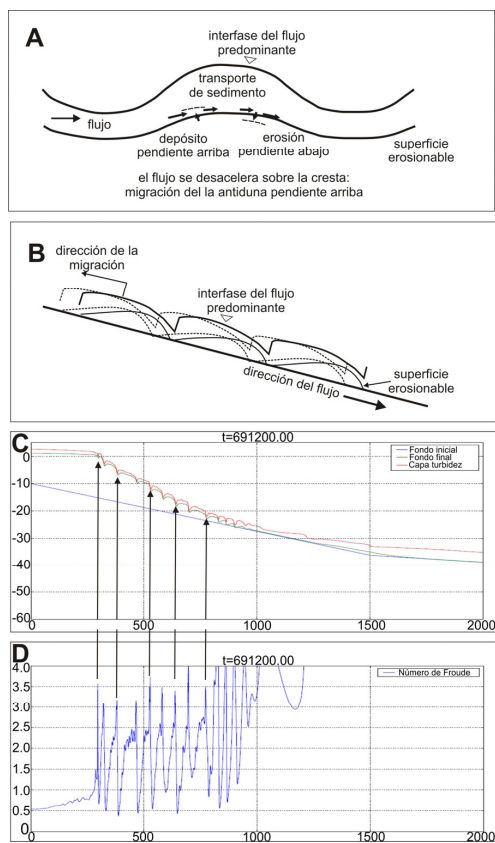 A
interfase del flujo
predominante
transporte
de sedimento
flujo
depósito
pendiente arriba
erosión
pendiente abajo
superficie
erosionable
el flujo se desacelera sobre la cresta:
migración del la antiduna pendiente arriba
B
dirección de la
migración
interfase del flujo
predominante
dirección del flujo
superficie
erosionable
C
t=691200.00
Fondo inicial
Fondo final
Capa turbidez
0
-10
-20
-30
-40
-50
-60
0
500
1000
1500
2000
D
t=691200.00
Número de Froude
4.0
3.5
3.0
2.5
2.0
1.5
1.0
0.5
0
0
500
1000
1500
2000